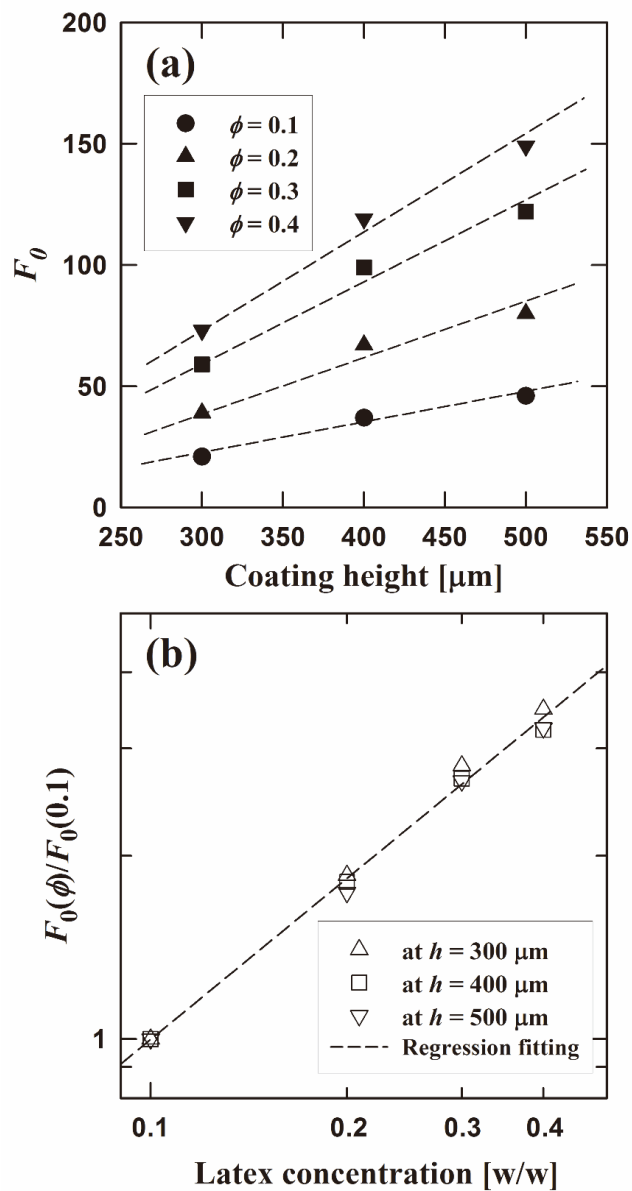 200
150
100
50
0
F₀
(a)
ϕ = 0.1
ϕ = 0.2
ϕ = 0.3
ϕ = 0.4
250 300 350 400 450 500 550
Coating height [μm]
(b)
F₀(ϕ)/F₀(0.1)
1
at h = 300 μm
at h = 400 μm
at h = 500 μm
Regression fitting
0.1 0.2 0.3 0.4
Latex concentration [w/w]